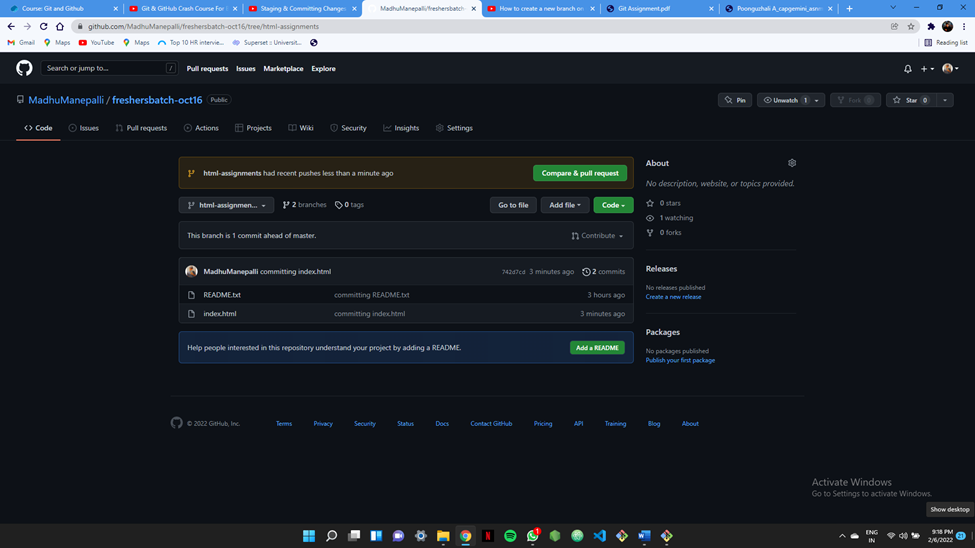 Course: Git and Github
Git & GitHub Crash Course For
Staging & Committing Changes
MadhuManepalli/freshersbatch-
How to create a new branch on
Git Assignment.pdf
Poonguzhali A_capgemini_asnm
github.com/MadhuManepalli/freshersbatch-oct16/tree/html-assignments
Gmail
Maps
YouTube
Maps
Top 10 HR intervie...
Superset :: Universit...
Reading list
Search or jump to...
/
Pull requests
Issues
Marketplace
Explore
MadhuManepalli / freshersbatch-oct16
Public
Pin
Unwatch 1
Fork 0
Star 0
Code
Issues
Pull requests
Actions
Projects
Wiki
Security
Insights
Settings
html-assignments had recent pushes less than a minute ago
Compare & pull request
html-assignmen...
2 branches
0 tags
Go to file
Add file
Code
This branch is 1 commit ahead of master.
Contribute
MadhuManepalli committing index.html
742d7cd 3 minutes ago
2 commits
README.txt
committing README.txt
3 hours ago
index.html
committing index.html
3 minutes ago
Help people interested in this repository understand your project by adding a README.
Add a README
About
No description, website, or topics provided.
0 stars
1 watching
0 forks
Releases
No releases published
Create a new release
Packages
No packages published
Publish your first package
© 2022 GitHub, Inc.
Terms
Privacy
Security
Status
Docs
Contact GitHub
Pricing
API
Training
Blog
About
Activate Windows
Go to Settings to activate Windows.
Show desktop
1
ENG
IN
9:18 PM
2/6/2022
21